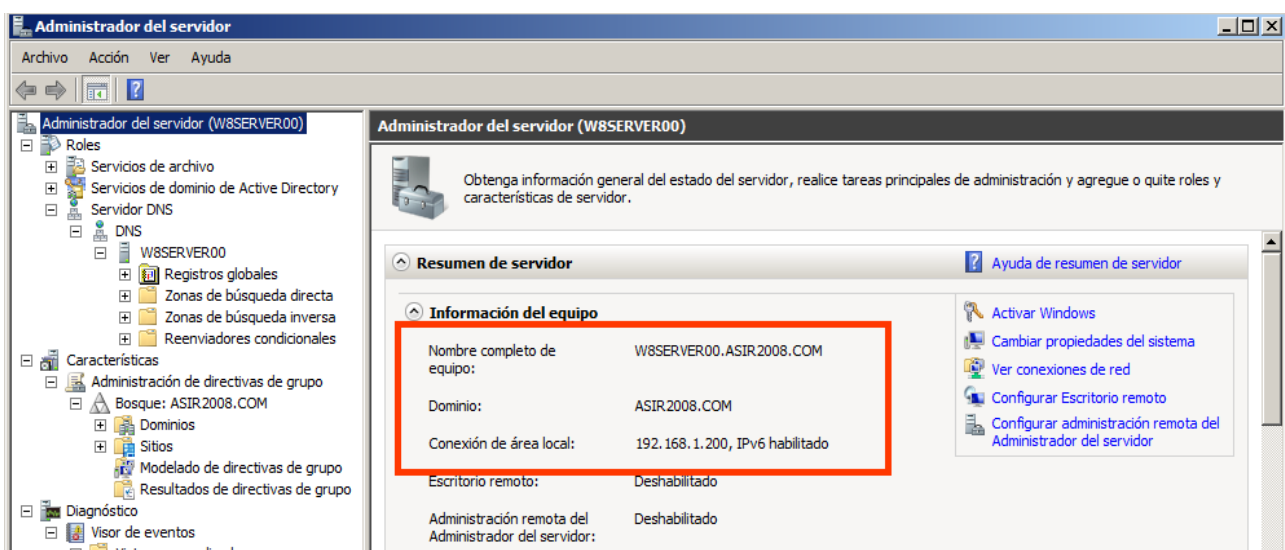 Administrador del servidor
Archivo Acción Ver Ayuda
Administrador del servidor (W8SERVER00)
Roles
Servicios de archivo
Servicios de dominio de Active Directory
Servidor DNS
DNS
W8SERVER00
Registros globales
Zonas de búsqueda directa
Zonas de búsqueda inversa
Reenviadores condicionales
Características
Administración de directivas de grupo
Bosque: ASIR2008.COM
Dominios
Sitios
Modelado de directivas de grupo
Resultados de directivas de grupo
Diagnóstico
Visor de eventos
Administrador del servidor (W8SERVER00)
Obtenga información general del estado del servidor, realice tareas principales de administración y agregue o quite roles y
características de servidor.
Resumen de servidor
Ayuda de resumen de servidor
Información del equipo
Nombre completo de
equipo:
W8SERVER00.ASIR2008.COM
Dominio: ASIR2008.COM
Conexión de área local: 192.168.1.200, IPv6 habilitado
Escritorio remoto: Deshabilitado
Administración remota del
Administrador del servidor:
Deshabilitado
Activar Windows
Cambiar propiedades del sistema
Ver conexiones de red
Configurar Escritorio remoto
Configurar administración remota del
Administrador del servidor